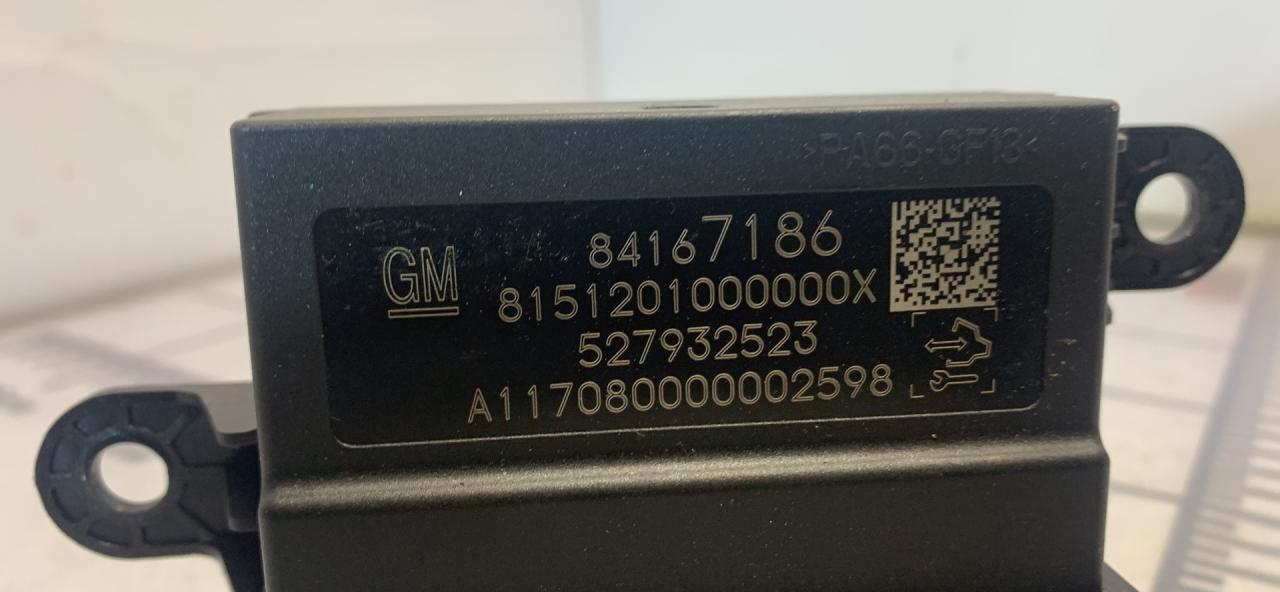 >PA66-GF13<
GM
84167186
8151201000000X
527932523
A117080000002598